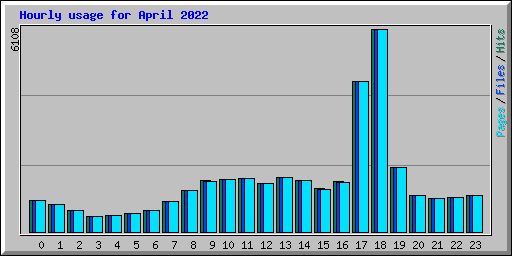 Hourly usage for April 2022
6108
Pages/Files/Hits
0 1 2 3 4 5 6 7 8 9 10 11 12 13 14 15 16 17 18 19 20 21 22 23